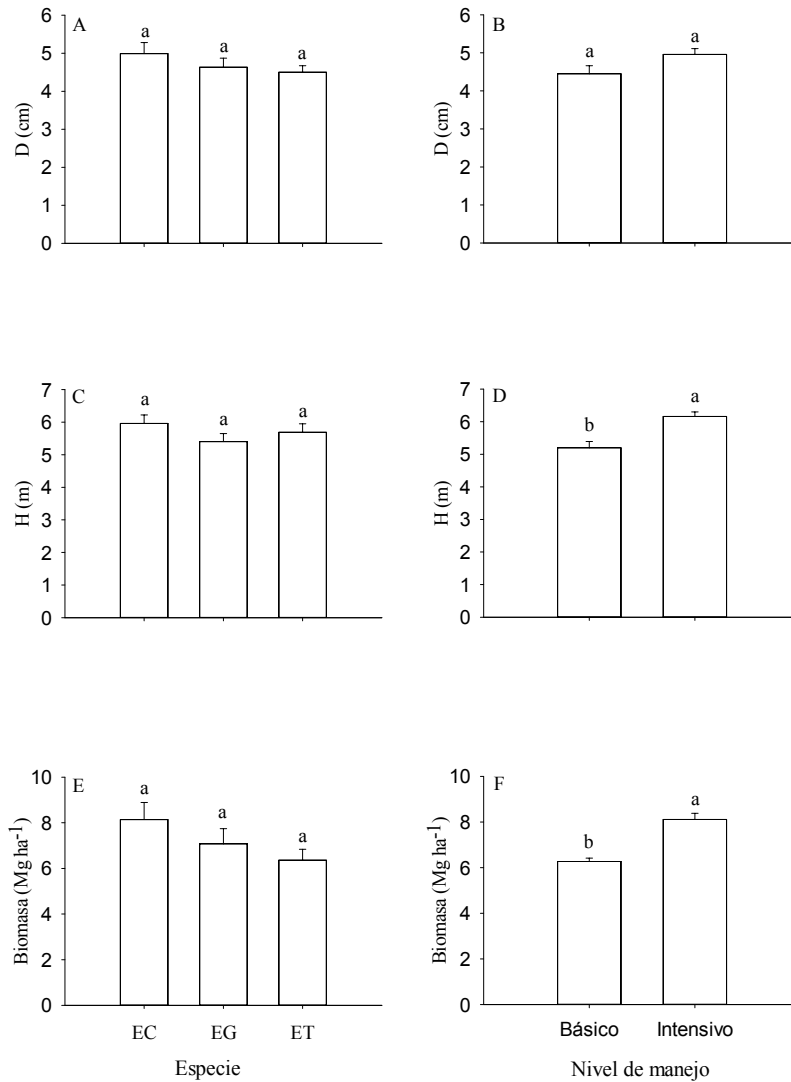 A
6
5
4
3
2
1
0
D (cm)
a
a
a
B
6
5
4
3
2
1
0
D (cm)
a
a
C
7
6
5
4
3
2
1
0
H (m)
a
a
a
D
7
6
5
4
3
2
1
0
H (m)
b
a
E
10
8
6
4
2
0
Biomasa (Mg ha-1)
a
a
a
EC EG ET
Especie
F
10
8
6
4
2
0
Biomasa (Mg ha-1)
b
a
Básico Intensivo
Nivel de manejo